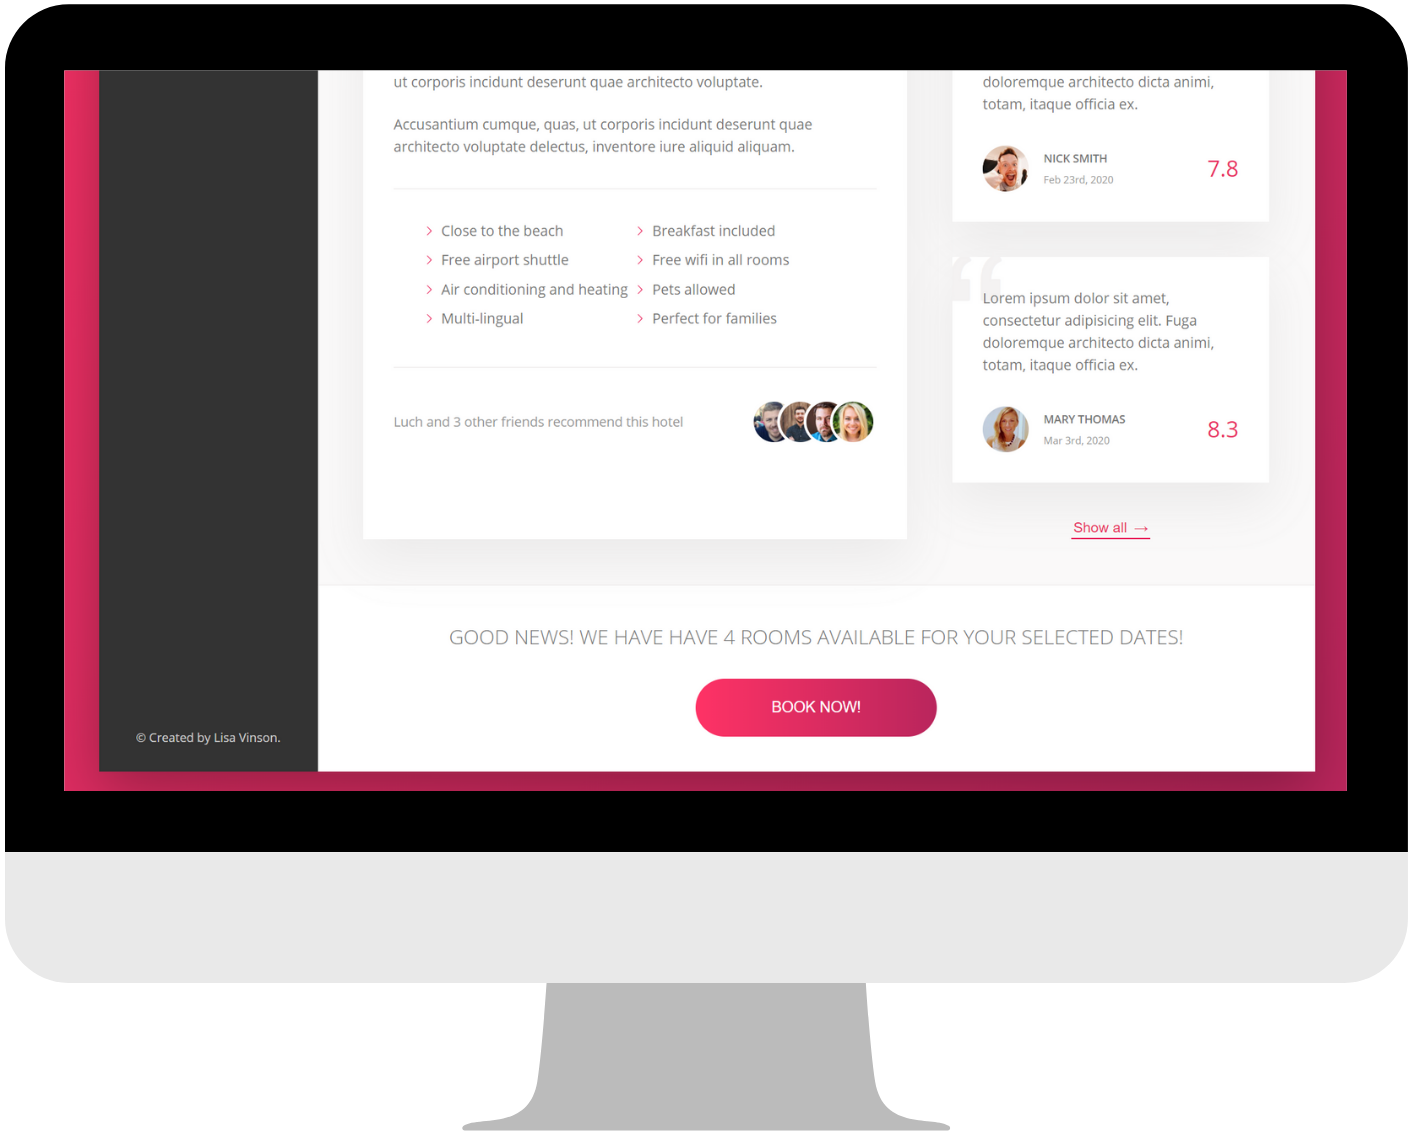 ut corporis incidunt deserunt quae architecto voluptate.
Accusantium cumque, quas, ut corporis incidunt deserunt quae
architecto voluptate delectus, inventore iure aliquid aliquam.
Close to the beach
Free airport shuttle
Air conditioning and heating
Multi-lingual
Breakfast included
Free wifi in all rooms
Pets allowed
Perfect for families
Luch and 3 other friends recommend this hotel
doloremque architecto dicta animi,
totam, itaque officia ex.
NICK SMITH
Feb 23rd, 2020
7.8
“
Lorem ipsum dolor sit amet,
consectetur adipisicing elit. Fuga
doloremque architecto dicta animi,
totam, itaque officia ex.
MARY THOMAS
Mar 3rd, 2020
8.3
Show all →
GOOD NEWS! WE HAVE HAVE 4 ROOMS AVAILABLE FOR YOUR SELECTED DATES!
BOOK NOW!
© Created by Lisa Vinson.